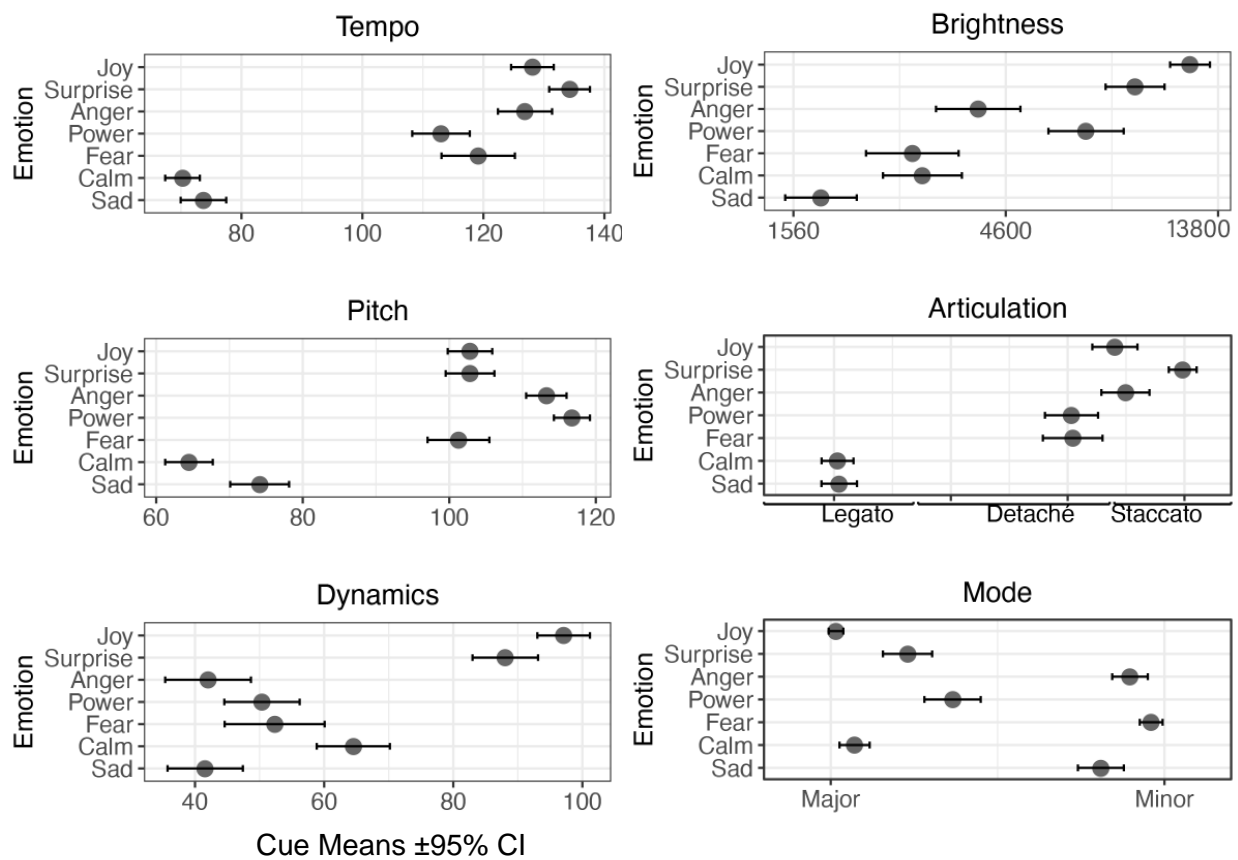 Tempo
Emotion
Joy
Surprise
Anger
Power
Fear
Calm
Sad
80 100 120 140
Brightness
Emotion
Joy
Surprise
Anger
Power
Fear
Calm
Sad
1560 4600 13800
Pitch
Emotion
Joy
Surprise
Anger
Power
Fear
Calm
Sad
60 80 100 120
Articulation
Emotion
Joy
Surprise
Anger
Power
Fear
Calm
Sad
Legato Detaché Staccato
Dynamics
Emotion
Joy
Surprise
Anger
Power
Fear
Calm
Sad
40 60 80 100
Mode
Emotion
Joy
Surprise
Anger
Power
Fear
Calm
Sad
Major Minor
Cue Means ±95% CI